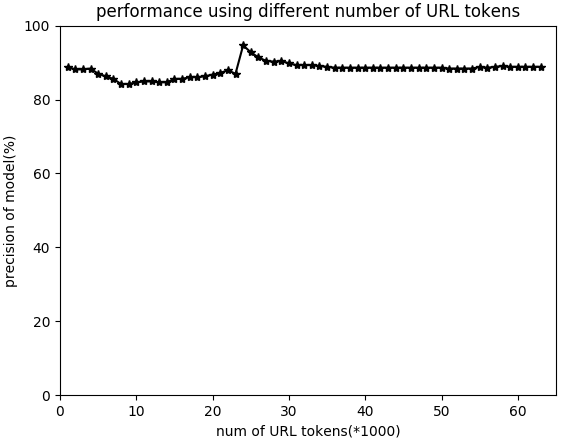 performance using different number of URL tokens
100
80
60
40
20
0
precision of model(%)
0 10 20 30 40 50 60
num of URL tokens(*1000)